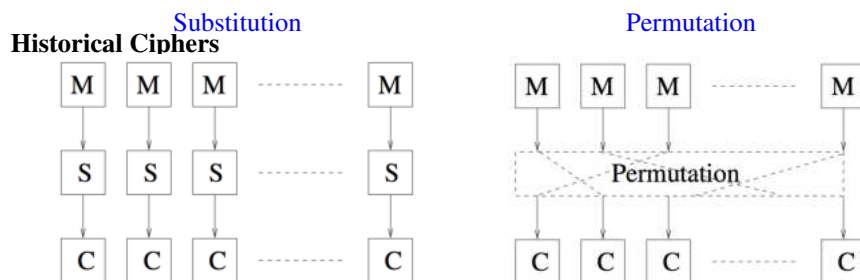 Substitution Permutation
Historical Ciphers
M M M M M M M M
S S S S Permutation
C C C C C C C C